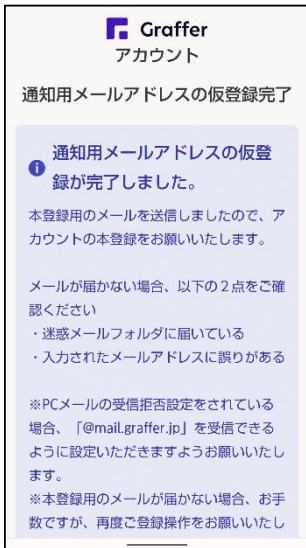 Graffer
アカウント
通知用メールアドレスの仮登録完了
通知用メールアドレスの仮登
録が完了しました。
本登録用のメールを送信しましたので、ア
カウントの本登録をお願いいたします。
メールが届かない場合、以下の2点をご確
認ください
・迷惑メールフォルダに届いている
・入力されたメールアドレスに誤りがある
※PCメールの受信拒否設定をされている
場合、「@mail.graffer.jp」を受信できる
ように設定いただきますようお願いいたし
ます。
※本登録用のメールが届かない場合、お手
数ですが、再度ご登録操作をお願いいたし